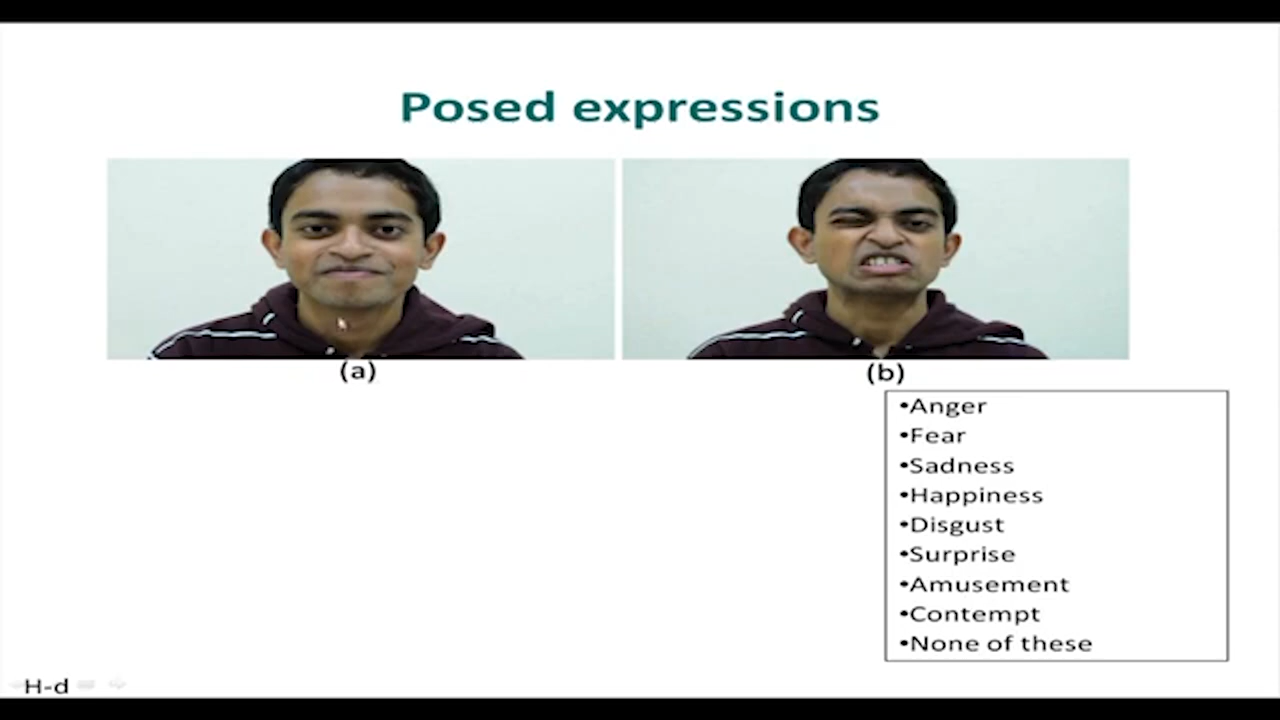 Posed expressions
(a)
(b)
•Anger
•Fear
•Sadness
•Happiness
•Disgust
•Surprise
•Amusement
•Contempt
•None of these
H-d